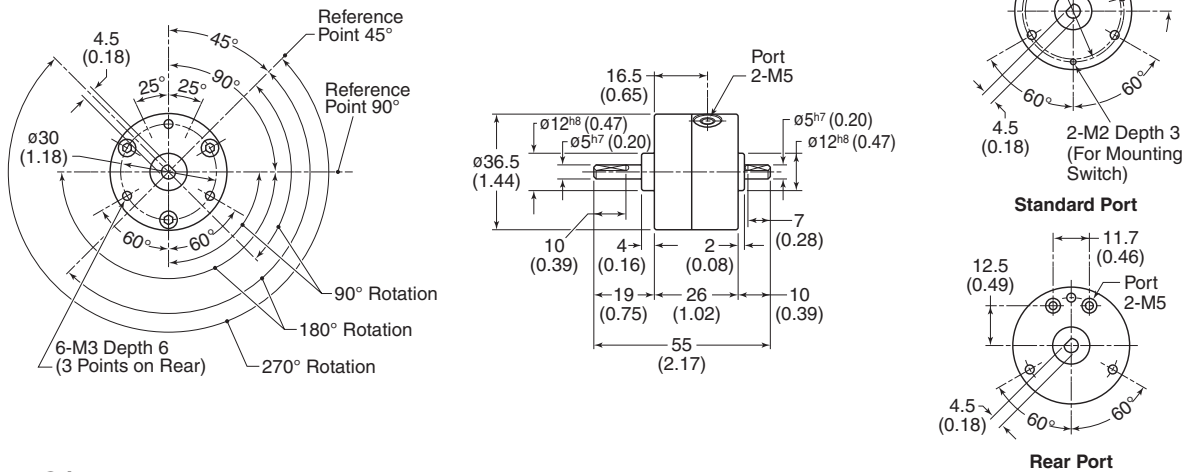 Reference
Point 45°
45°
4.5
(0.18)
90°
25°
25°
Reference
Point 90°
ø30
(1.18)
60°
60°
90° Rotation
180° Rotation
6-M3 Depth 6
(3 Points on Rear)
270° Rotation
Port
2-M5
16.5
(0.65)
ø12h8 (0.47)
ø5h7 (0.20)
ø5h7 (0.20)
ø12h8 (0.47)
ø36.5
(1.44)
10
(0.39)
4
(0.16)
2
(0.08)
7
(0.28)
19
(0.75)
26
(1.02)
10
(0.39)
55
(2.17)
60°
60°
4.5
(0.18)
2-M2 Depth 3
(For Mounting
Switch)
Standard Port
11.7
(0.46)
12.5
(0.49)
Port
2-M5
4.5
(0.18)
60°
60°
Rear Port